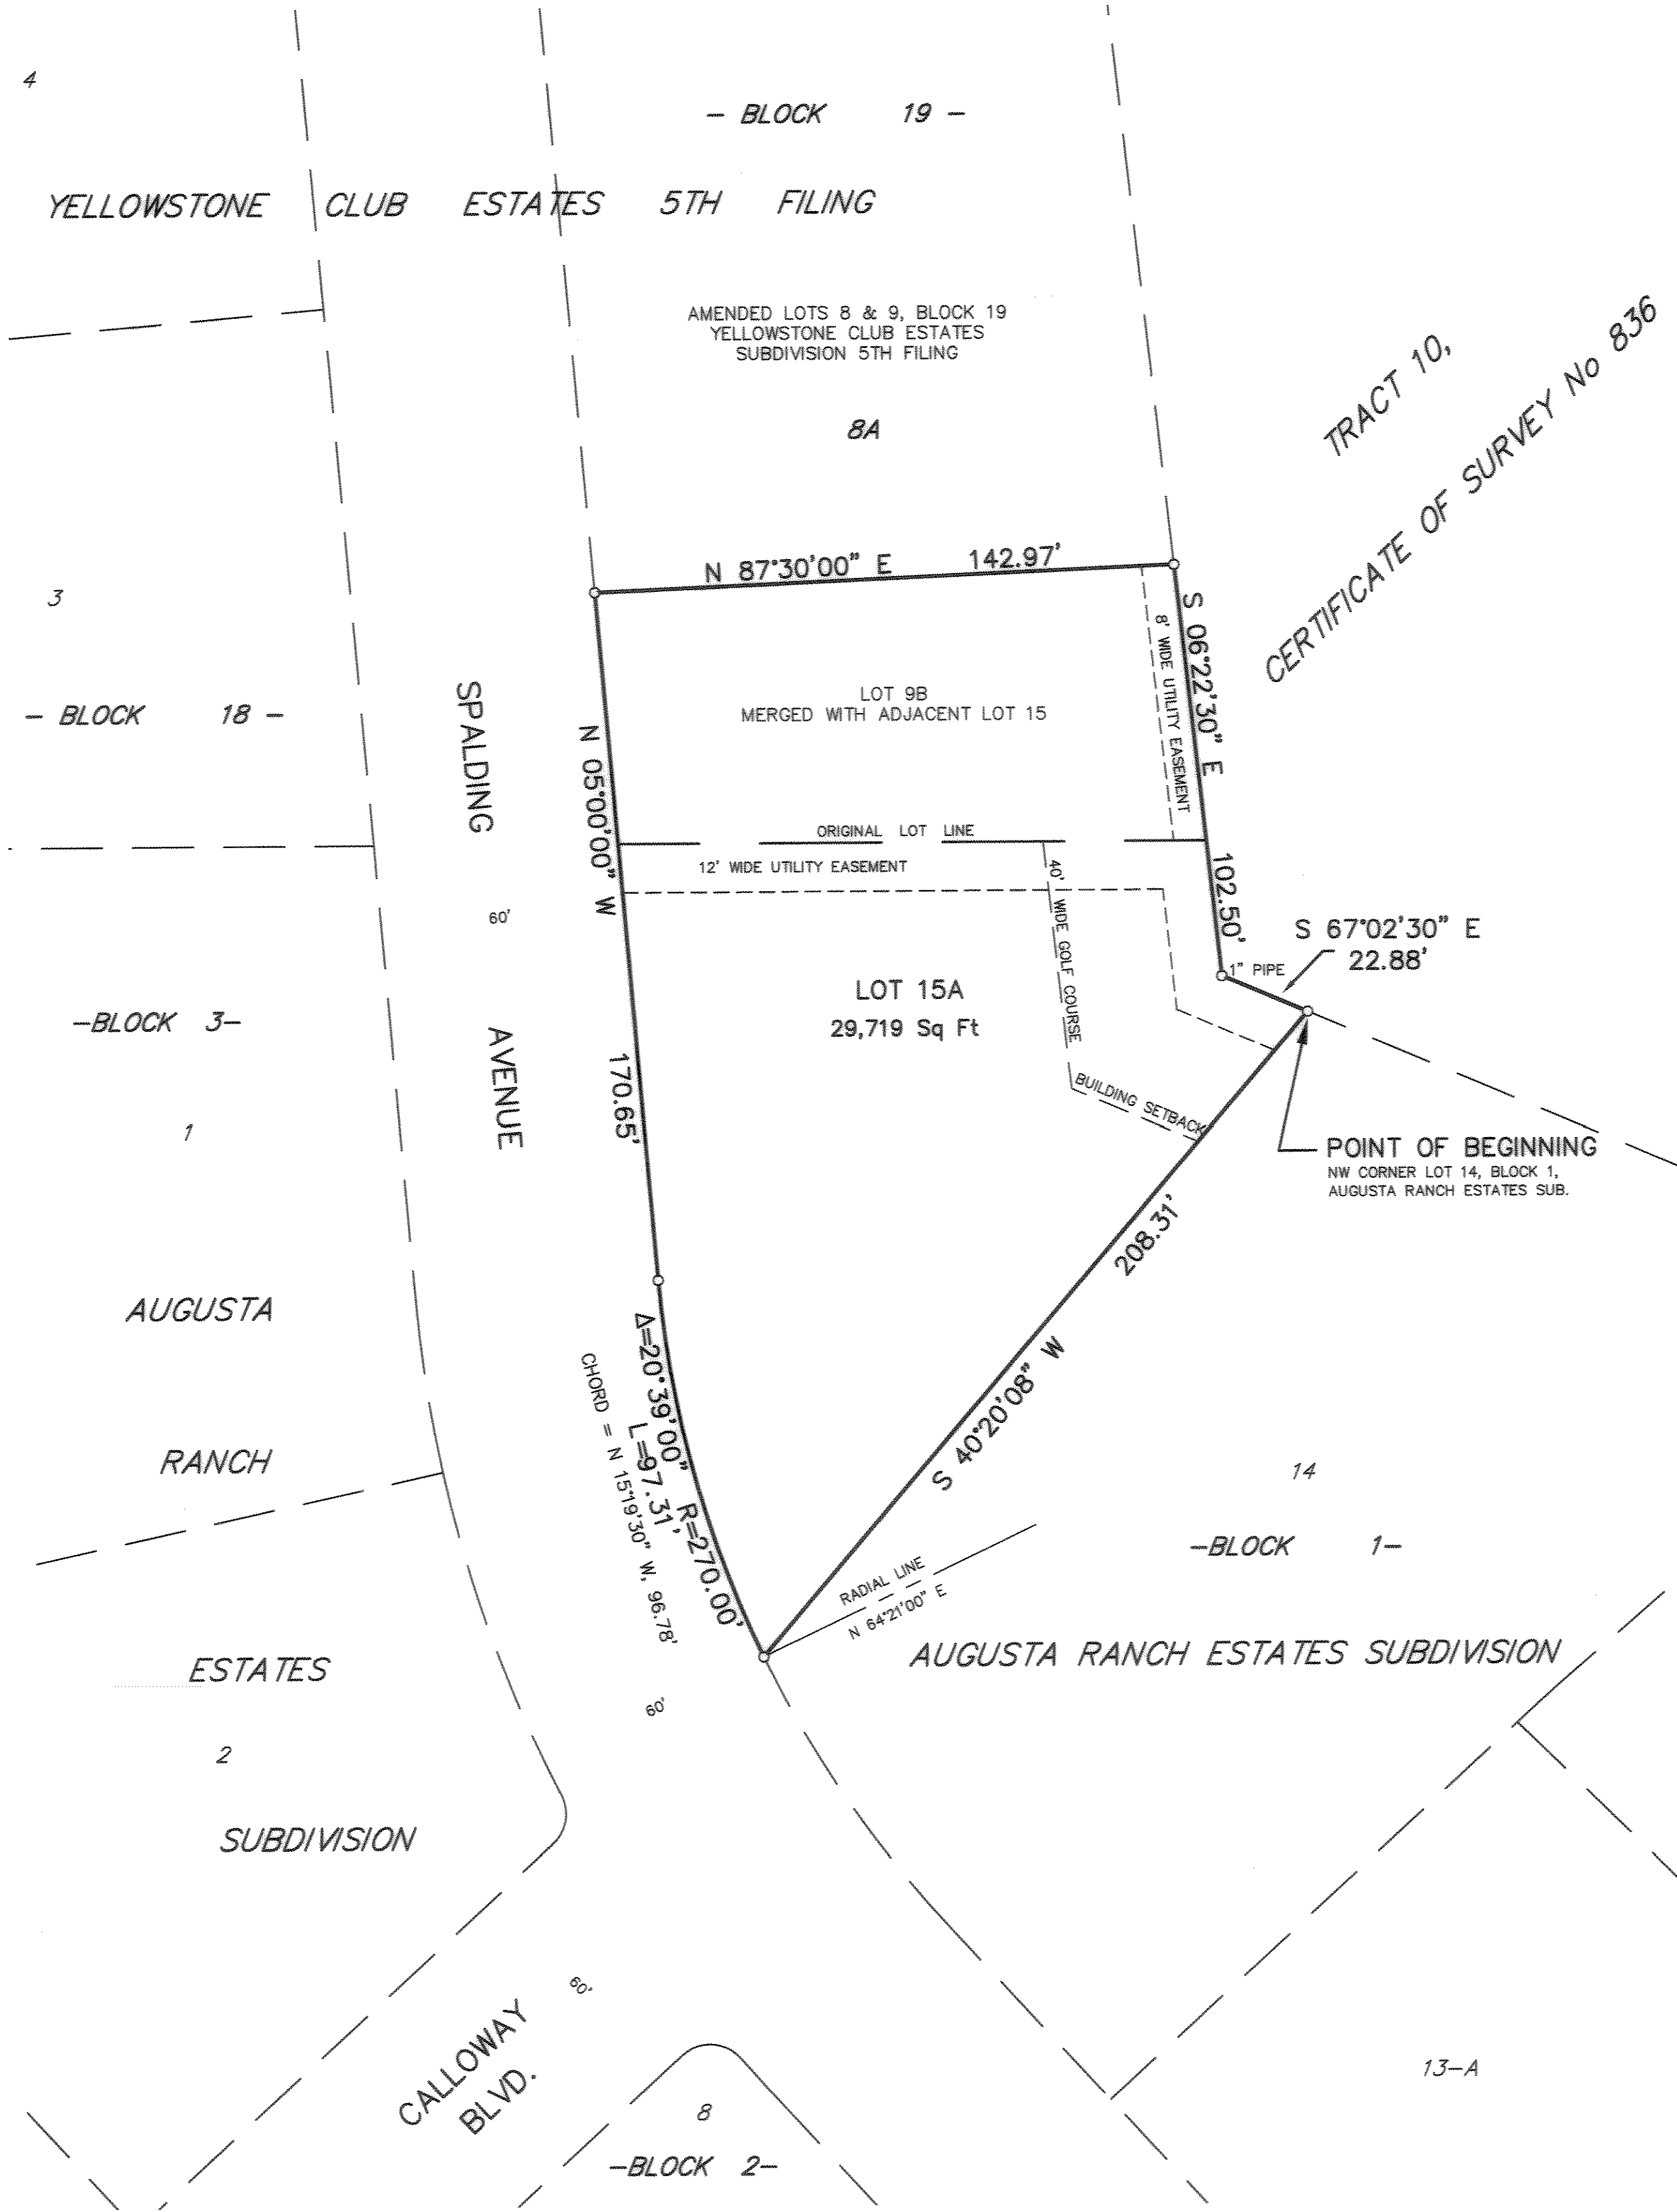 4
- BLOCK 19 -
YELLOWSTONE CLUB ESTATES 5TH FILING
AMENDED LOTS 8 & 9, BLOCK 19
YELLOWSTONE CLUB ESTATES
SUBDIVISION 5TH FILING
8A
TRACT 10,
CERTIFICATE OF SURVEY No 836
N 87°30'00" E 142.97'
3
- BLOCK 18 -
SPALDING
AVENUE
60'
N 05°00'00" W
170.65'
LOT 9B
MERGED WITH ADJACENT LOT 15
8' WIDE UTILITY EASEMENT
S 06°22'30" E
102.50'
ORIGINAL LOT LINE
12' WIDE UTILITY EASEMENT
40' WIDE GOLF COURSE
BUILDING SETBACK
S 67°02'30" E
22.88'
1" PIPE
LOT 15A
29,719 Sq Ft
-BLOCK 3-
1
POINT OF BEGINNING
NW CORNER LOT 14, BLOCK 1,
AUGUSTA RANCH ESTATES SUB.
208.31'
S 40°20'08" W
AUGUSTA
RANCH
ESTATES
2
SUBDIVISION
Δ=20°39'00" R=270.00'
L=97.31'
CHORD = N 15°19'30" W, 96.78'
RADIAL LINE
N 64°21'00" E
14
-BLOCK 1-
AUGUSTA RANCH ESTATES SUBDIVISION
60'
60'
CALLOWAY
BLVD.
8
-BLOCK 2-
13-A